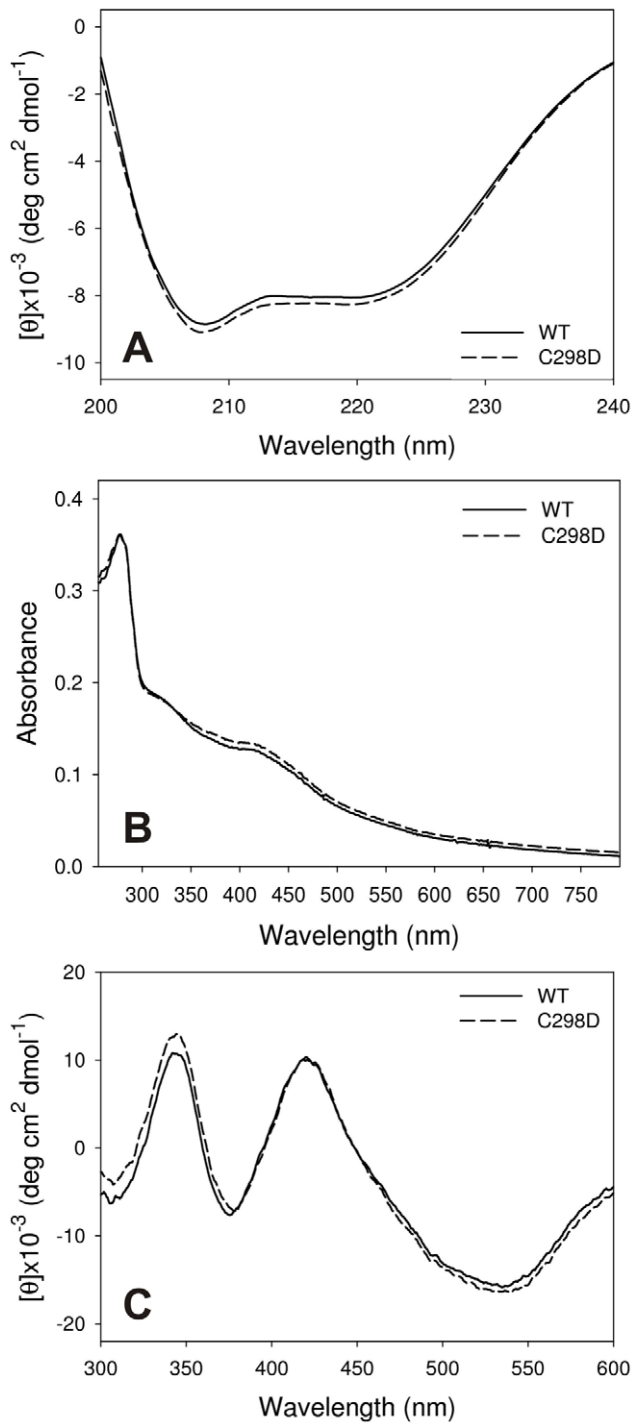 0
-2
-4
-6
-8
-10
[θ]x10⁻³ (deg cm² dmol⁻¹)
A
WT
C298D
200 210 220 230 240
Wavelength (nm)
0.4
0.3
0.2
0.1
0.0
Absorbance
B
WT
C298D
300 350 400 450 500 550 600 650 700 750
Wavelength (nm)
20
10
0
-10
-20
[θ]x10⁻³ (deg cm² dmol⁻¹)
C
WT
C298D
300 350 400 450 500 550 600
Wavelength (nm)